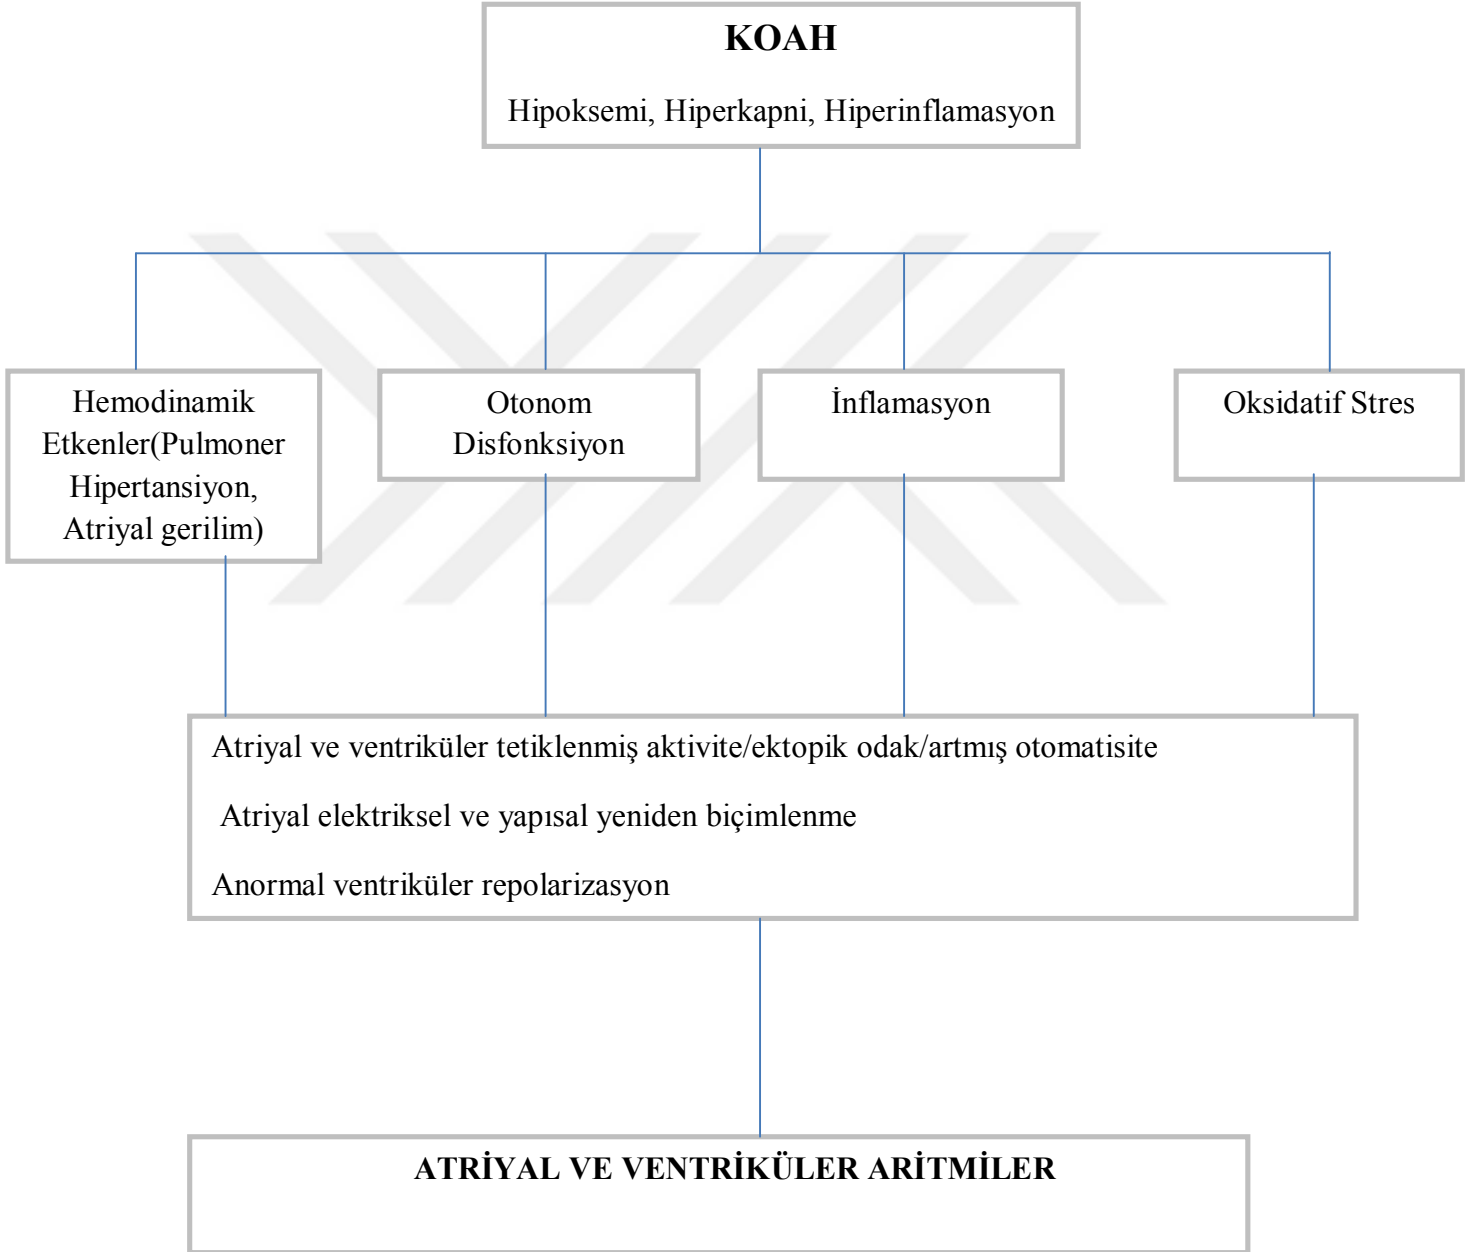 KOAH
Hipoksemi, Hiperkapni, Hiperinflamasyon
Hemodinamik
Etkenler(Pulmoner
Hipertansiyon,
Atriyal gerilim)
Otonom
Disfonksiyon
İnflamasyon
Oksidatif Stres
Atriyal ve ventriküler tetiklenmiş aktivite/ektopik odak/artmış otomatisite
Atriyal elektriksel ve yapısal yeniden biçimlenme
Anormal ventriküler repolarizasyon
ATRİYAL VE VENTRİKÜLER ARİTMİLER